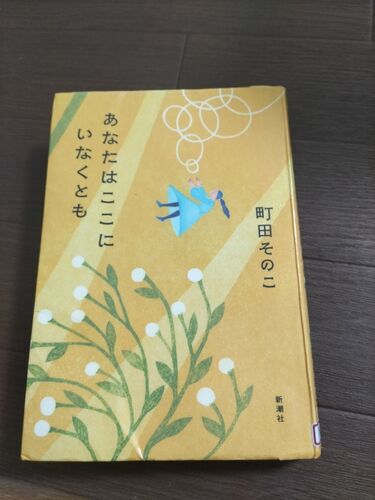 あなたはここに
いなくとも
町田そのこ
新潮社